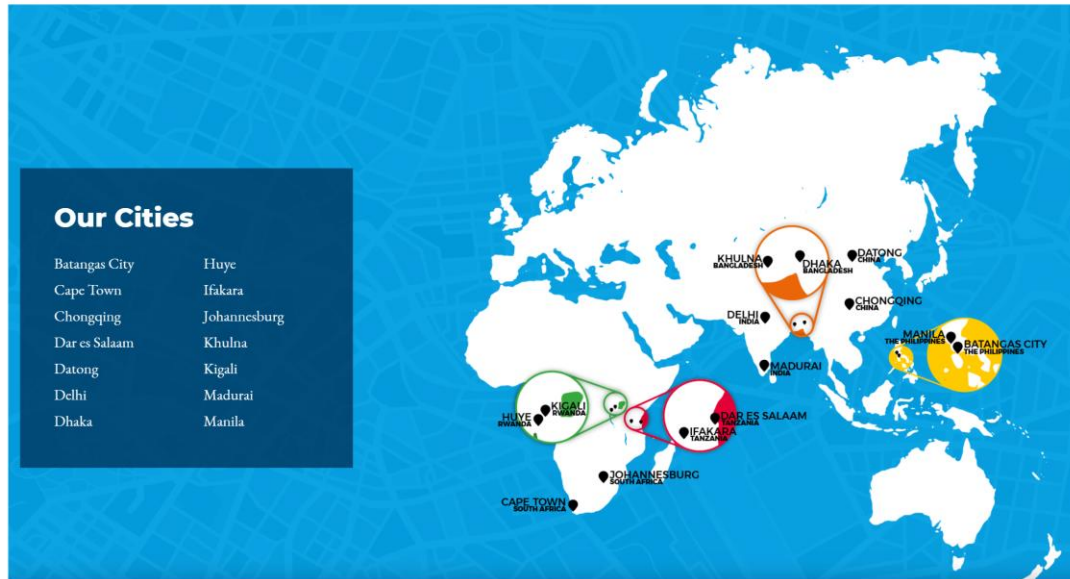 Our Cities
Batangas City
Cape Town
Chongqing
Dar es Salaam
Datong
Delhi
Dhaka
Huye
Ifakara
Johannesburg
Khulna
Kigali
Madurai
Manila
KHULNA
BANGLADESH
DHAKA
BANGLADESH
DATONG
CHINA
CHONGQING
CHINA
DELHI
INDIA
MANILA
THE PHILIPPINES
BATANGAS CITY
THE PHILIPPINES
MADURAI
INDIA
KIGALI
RWANDA
HUYE
RWANDA
DAR ES SALAAM
TANZANIA
IFAKARA
TANZANIA
JOHANNESBURG
SOUTH AFRICA
CAPE TOWN
SOUTH AFRICA